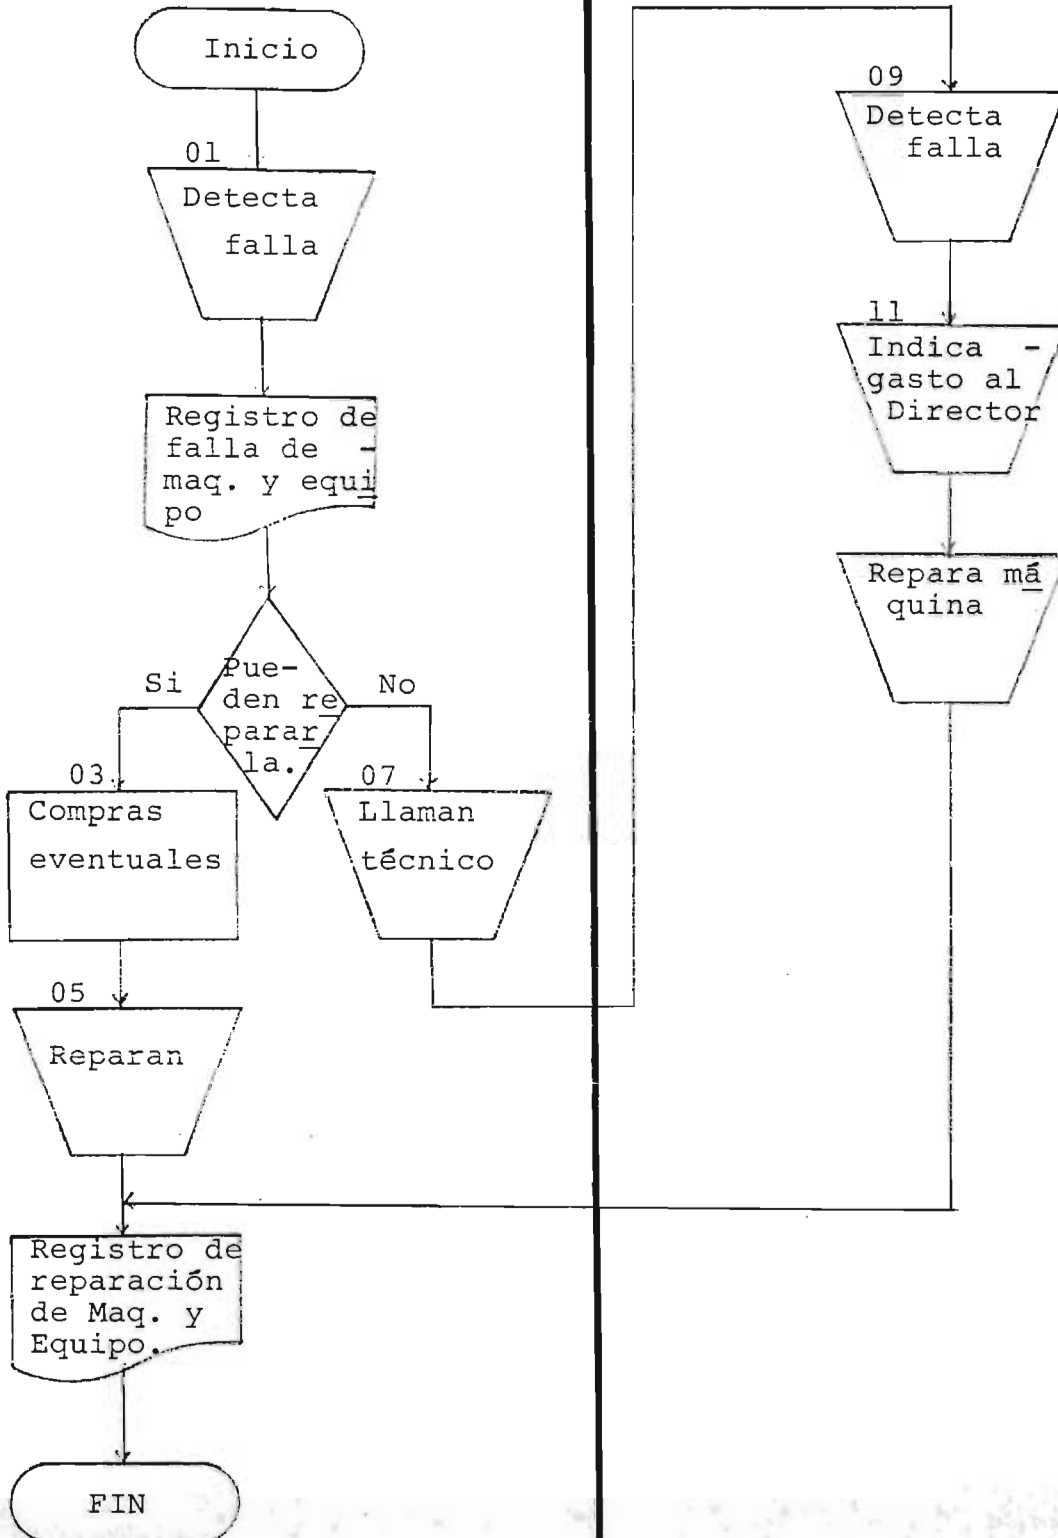 Inicio
01
Detecta
falla
Registro de
falla de -
maq. y equi
po
Pue-
den re
parar
la.
Si
No
03
Compras
eventuales
07
Llaman
técnico
05
Reparan
Registro de
reparación
de Maq. y
Equipo.
FIN
09
Detecta
falla
11
Indica -
gasto al
Director
Repara má
quina